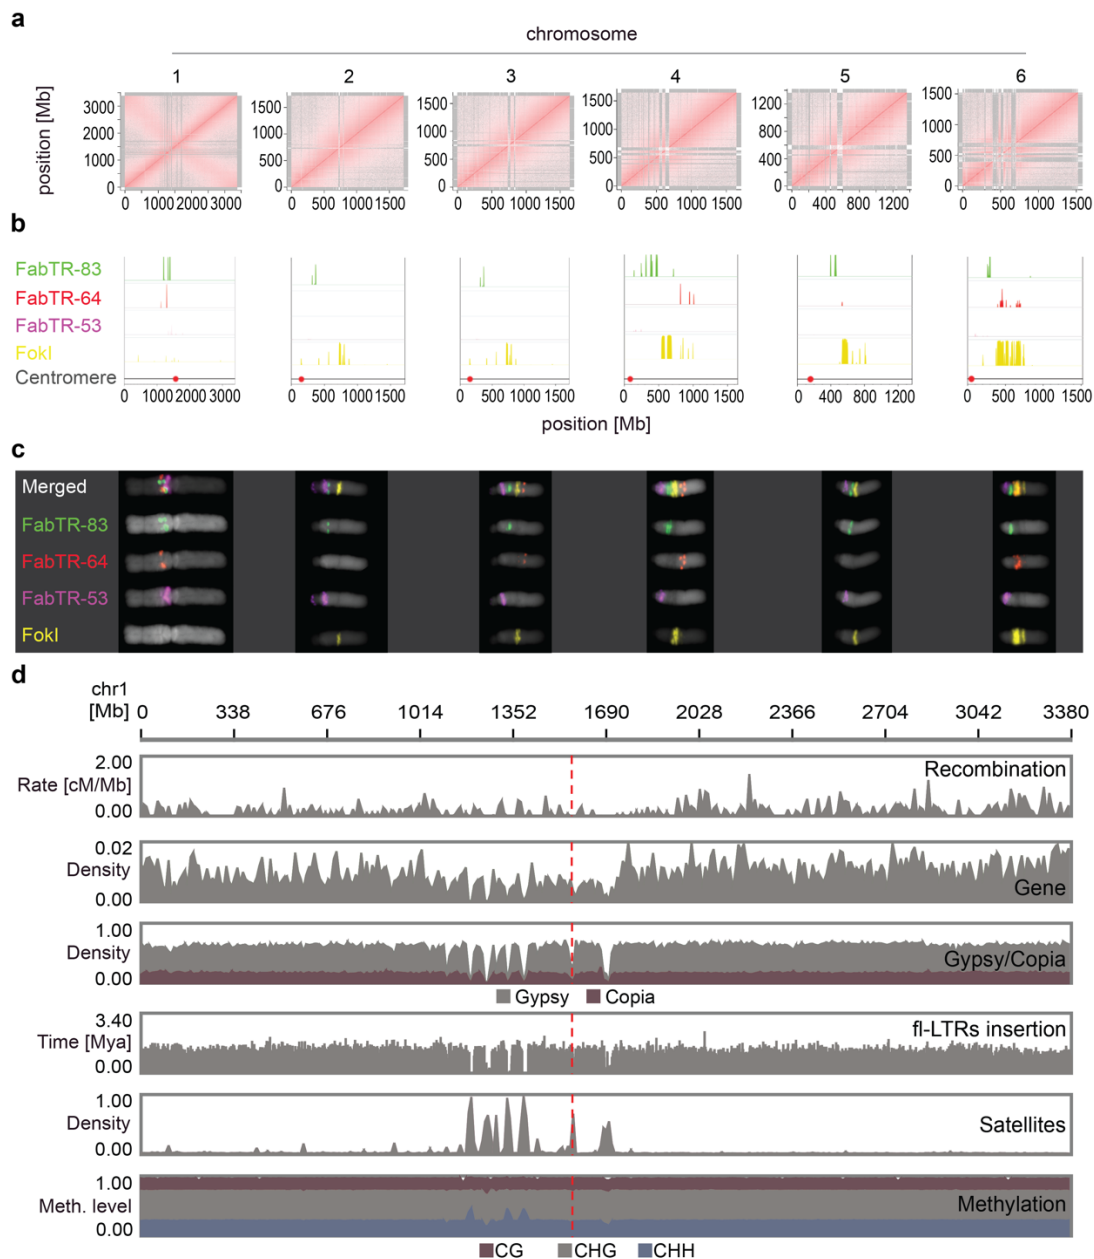 a
chromosome
1 2 3 4 5 6
position [Mb]
3000
2000
1000
0
0 1000 2000 3000
1500
1000
500
0
0 500 1000 1500
1500
1000
500
0
0 500 1000 1500
1500
1000
500
0
0 500 1000 1500
1200
800
400
0
0 400 800 1200
1500
1000
500
0
0 500 1000 1500
b
FabTR-83
FabTR-64
FabTR-53
FokI
Centromere
0 1000 2000 3000
0 500 1000 1500
0 500 1000 1500
0 500 1000 1500
0 400 800 1200
0 500 1000 1500
position [Mb]
c
Merged
FabTR-83
FabTR-64
FabTR-53
FokI
d
chr1
[Mb]
0 338 676 1014 1352 1690 2028 2366 2704 3042 3380
2.00
Rate [cM/Mb]
0.00
Recombination
0.02
Density
0.00
Gene
1.00
Density
0.00
Gypsy/Copia
Gypsy Copia
3.40
Time [Mya]
0.00
fl-LTRs insertion
1.00
Density
0.00
Satellites
1.00
Meth. level
0.00
Methylation
CG CHG CHH